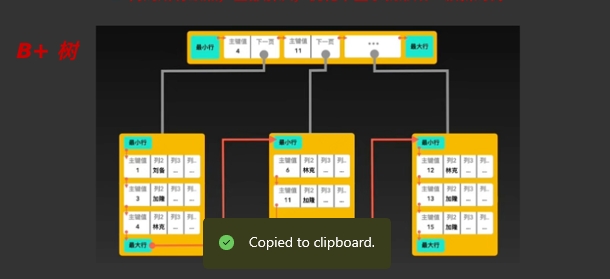 B+ 树
最小行 主键值 下一页 主键值 下一页 最大行
4 11 ...
最小行 最小行 最小行
主键值 列2 列3 列.. 主键值 列2 列3 列.. 主键值 列2 列3 列..
1 刘备 ... ... 6 林克 ... ... 12 林克 ... ...
主键值 列2 列3 列.. 主键值 列2 列3 列.. 主键值 列2 列3 列..
3 加隆 ... ... 11 加隆 ... ... 13 加隆 ... ...
主键值 列2 列3 列.. 主键值 列2 列3 列..
4 林克 ... ... 15 加隆 ... ...
最大行 最大行
Copied to clipboard.